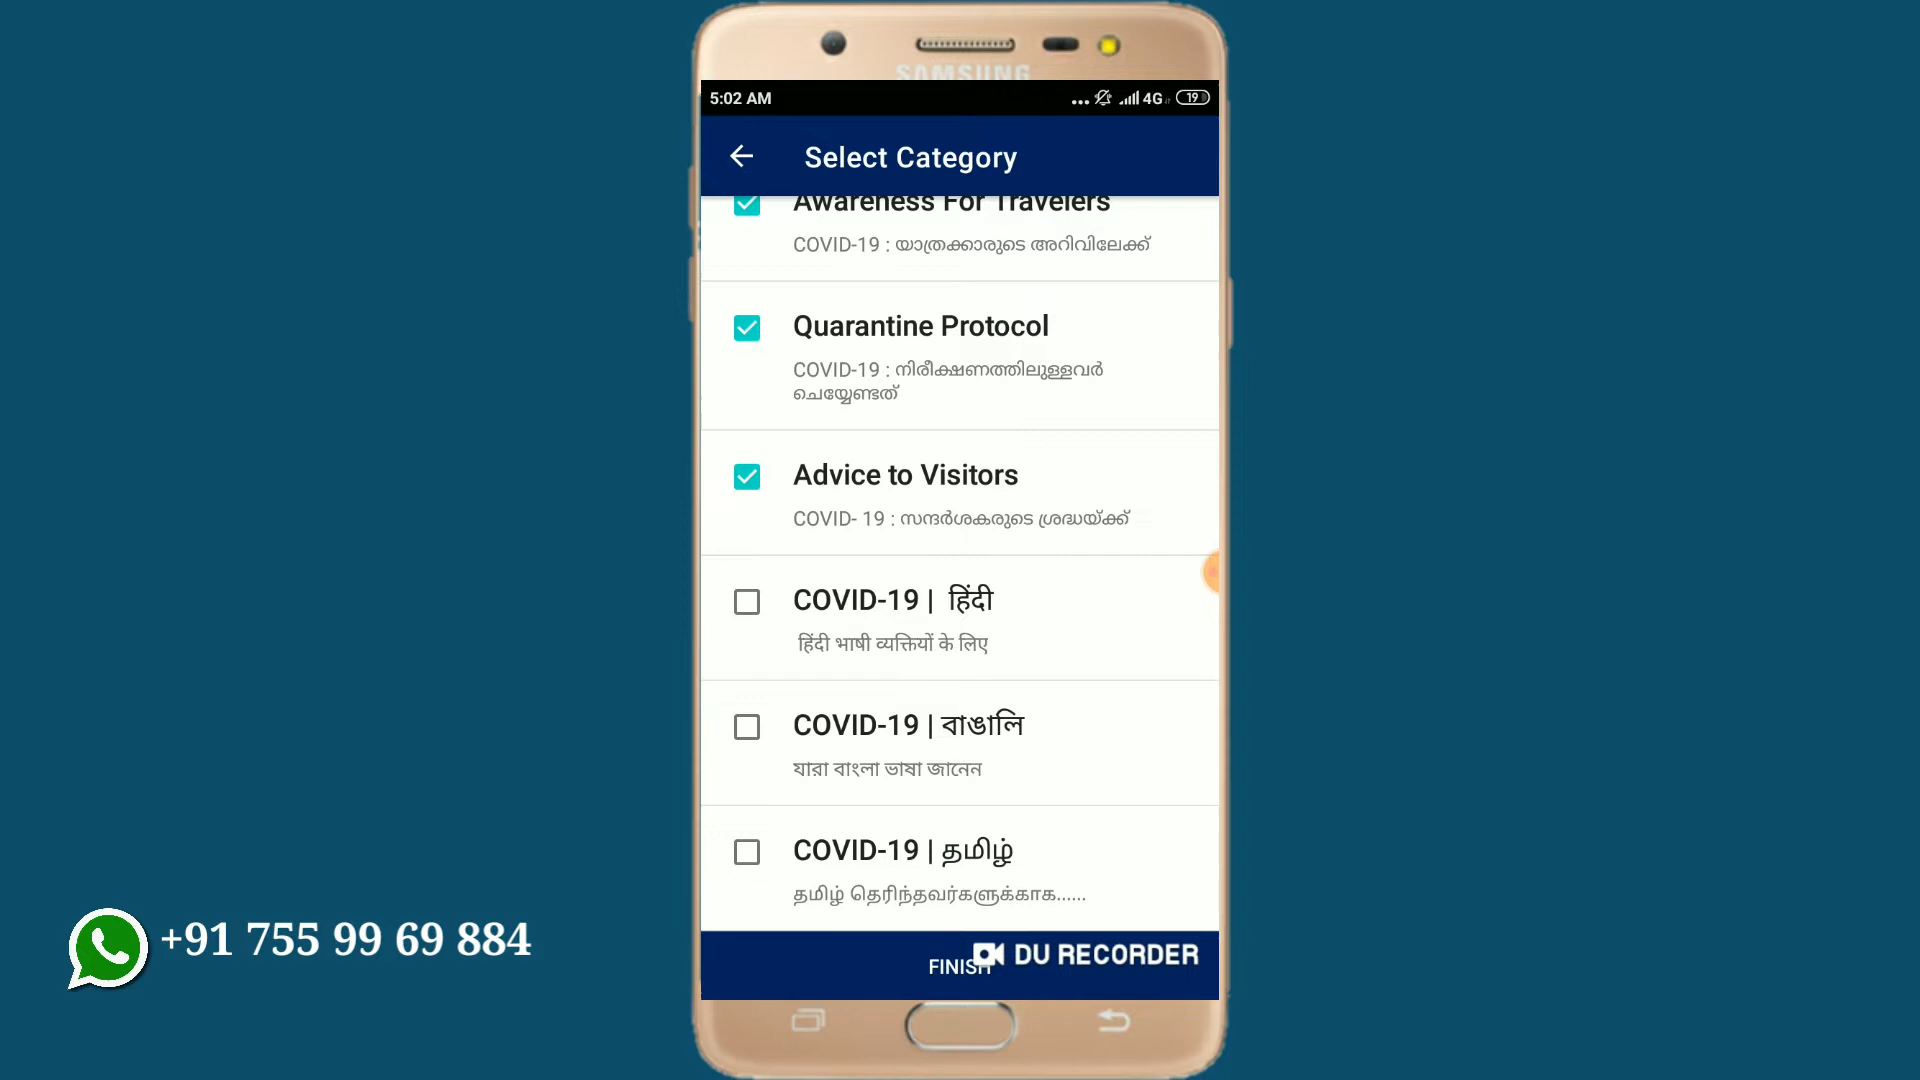 SAMSUNG
5:02 AM
4G
19
Select Category
Awareness For Travelers
COVID-19 : യാത്രക്കാരുടെ അറിവിലേക്ക്
Quarantine Protocol
COVID-19 : നിരീക്ഷണത്തിലുള്ളവർ
ചെയ്യേണ്ടത്
Advice to Visitors
COVID- 19 : സന്ദർശകരുടെ ശ്രദ്ധയ്ക്ക്
COVID-19 | हिंदी
हिंदी भाषी व्यक्तियों के लिए
COVID-19 | বাঙালি
যারা বাংলা ভাষা জানেন
COVID-19 | தமிழ்
தமிழ் தெரிந்தவர்களுக்காக......
FINISH
DU RECORDER
+91 755 99 69 884